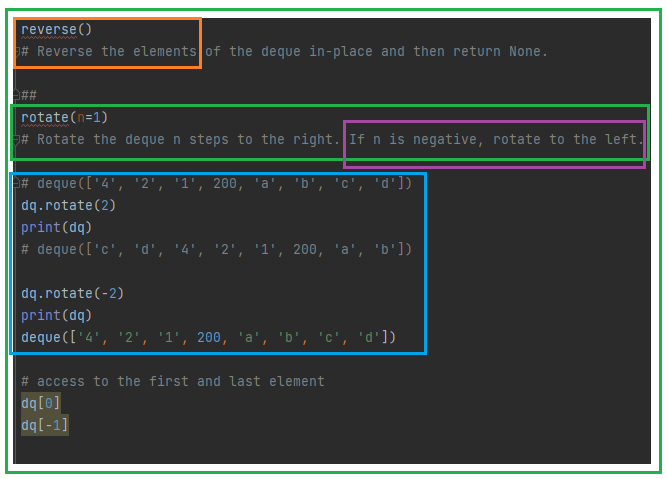 reverse()
# Reverse the elements of the deque in-place and then return None.
##
rotate(n=1)
# Rotate the deque n steps to the right. If n is negative, rotate to the left.
# deque(['4', '2', '1', 200, 'a', 'b', 'c', 'd'])
dq.rotate(2)
print(dq)
# deque(['c', 'd', '4', '2', '1', 200, 'a', 'b'])
dq.rotate(-2)
print(dq)
deque(['4', '2', '1', 200, 'a', 'b', 'c', 'd'])
# access to the first and last element
dq[0]
dq[-1]